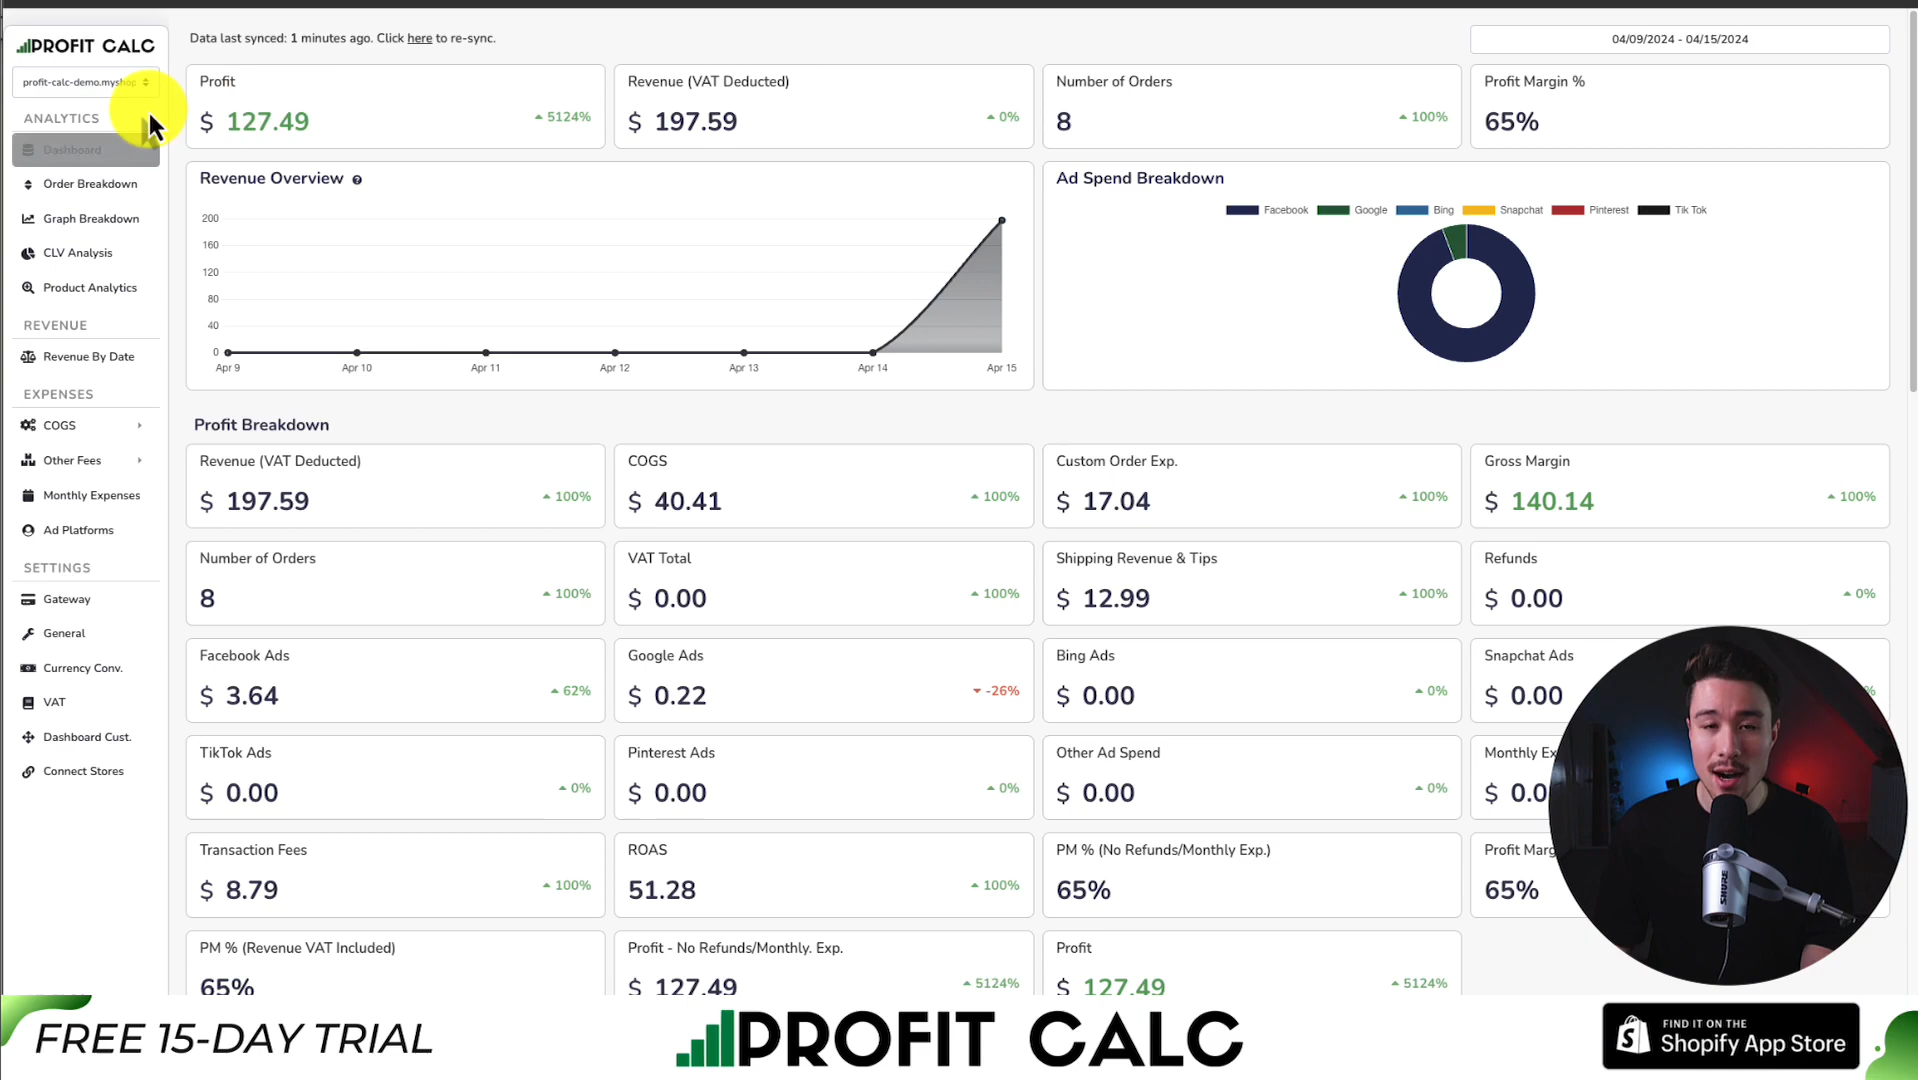 PROFIT CALC
profit-calc-demo.myshop
ANALYTICS
Dashboard
Order Breakdown
Graph Breakdown
CLV Analysis
Product Analytics
REVENUE
Revenue By Date
EXPENSES
COGS
Other Fees
Monthly Expenses
Ad Platforms
SETTINGS
Gateway
General
Currency Conv.
VAT
Dashboard Cust.
Connect Stores
Data last synced: 1 minutes ago. Click here to re-sync.
04/09/2024 - 04/15/2024
Profit
$ 127.49
5124%
Revenue (VAT Deducted)
$ 197.59
0%
Number of Orders
8
100%
Profit Margin %
65%
Revenue Overview
200
160
120
80
40
0
Apr 9 Apr 10 Apr 11 Apr 12 Apr 13 Apr 14 Apr 15
Ad Spend Breakdown
Facebook Google Bing Snapchat Pinterest Tik Tok
Profit Breakdown
Revenue (VAT Deducted)
$ 197.59
100%
COGS
$ 40.41
100%
Custom Order Exp.
$ 17.04
100%
Gross Margin
$ 140.14
100%
Number of Orders
8
100%
VAT Total
$ 0.00
100%
Shipping Revenue & Tips
$ 12.99
100%
Refunds
$ 0.00
0%
Facebook Ads
$ 3.64
62%
Google Ads
$ 0.22
-26%
Bing Ads
$ 0.00
0%
Snapchat Ads
$ 0.00
%
TikTok Ads
$ 0.00
0%
Pinterest Ads
$ 0.00
0%
Other Ad Spend
$ 0.00
0%
Monthly Ex
$ 0.0
Transaction Fees
$ 8.79
100%
ROAS
51.28
100%
PM % (No Refunds/Monthly Exp.)
65%
Profit Marg
65%
PM % (Revenue VAT Included)
65%
Profit - No Refunds/Monthly. Exp.
$ 127.49
5124%
Profit
$ 127.49
5124%
SHURE
FREE 15-DAY TRIAL
PROFIT CALC
FIND IT ON THE
Shopify App Store